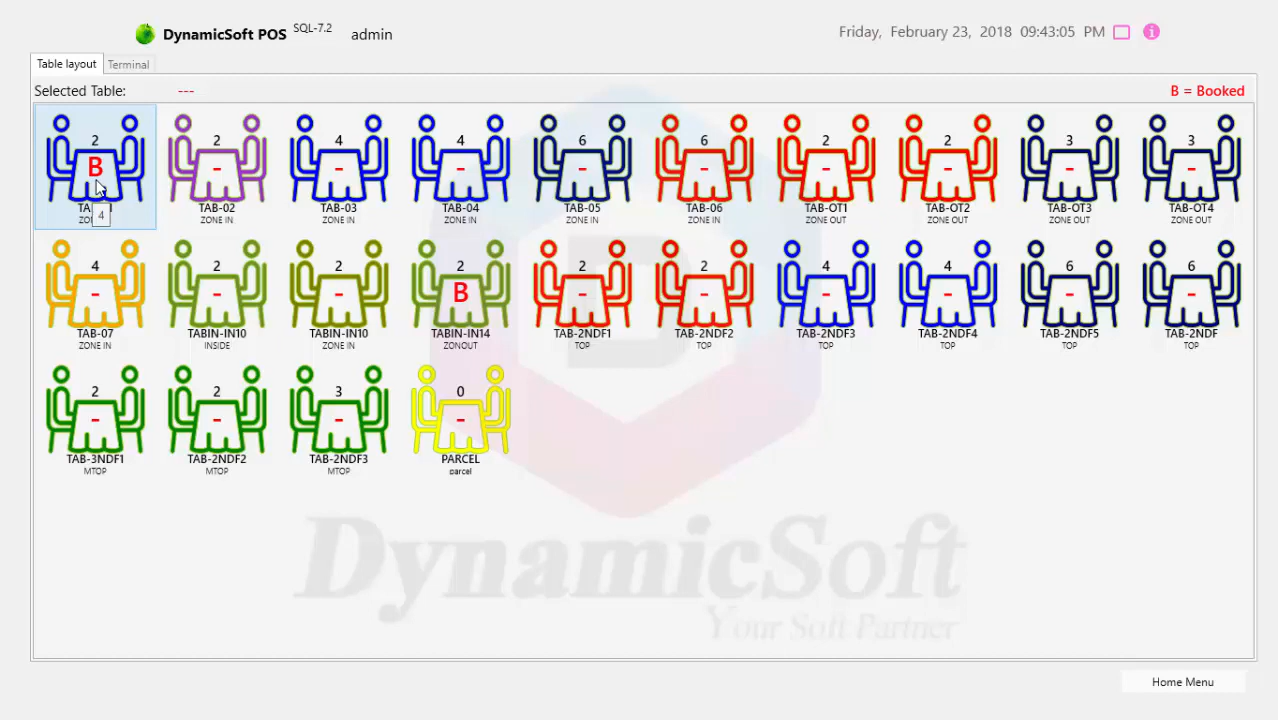 DynamicSoft POS SQL-7.2 admin Friday, February 23, 2018 09:43:05 PM
Table layout Terminal
Selected Table: --- B = Booked
2 2 4 4 6 6 2 2 3 3
B - - - - - - - - -
TAB-02 TAB-03 TAB-04 TAB-05 TAB-06 TAB-OT1 TAB-OT2 TAB-OT3 TAB-OT4
ZONE IN ZONE IN ZONE IN ZONE IN ZONE IN ZONE OUT ZONE OUT ZONE OUT ZONE OUT
4
4 2 2 2 2 2 4 4 6 6
- - - B - - - - - -
TAB-07 TABIN-IN10 TABIN-IN10 TABIN-IN14 TAB-2NDF1 TAB-2NDF2 TAB-2NDF3 TAB-2NDF4 TAB-2NDF5 TAB-2NDF
ZONE IN INSIDE ZONE IN ZONOUT TOP TOP TOP TOP TOP TOP
2 2 3 0
- - - -
TAB-3NDF1 TAB-2NDF2 TAB-2NDF3 PARCEL
MTOP MTOP MTOP parcel
DynamicSoft
Your Soft Partner
Home Menu